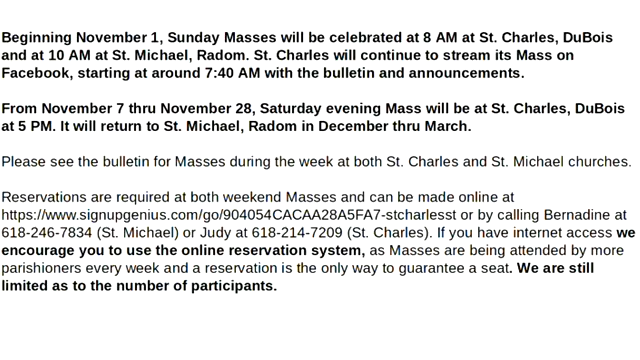 Beginning November 1, Sunday Masses will be celebrated at 8 AM at St. Charles, DuBois
and at 10 AM at St. Michael, Radom. St. Charles will continue to stream its Mass on
Facebook, starting at around 7:40 AM with the bulletin and announcements.
From November 7 thru November 28, Saturday evening Mass will be at St. Charles, DuBois
at 5 PM. It will return to St. Michael, Radom in December thru March.
Please see the bulletin for Masses during the week at both St. Charles and St. Michael churches.
Reservations are required at both weekend Masses and can be made online at
https://www.signupgenius.com/go/904054CACAA28A5FA7-stcharlesst or by calling Bernadine at
618-246-7834 (St. Michael) or Judy at 618-214-7209 (St. Charles). If you have internet access we
encourage you to use the online reservation system, as Masses are being attended by more
parishioners every week and a reservation is the only way to guarantee a seat. We are still
limited as to the number of participants.